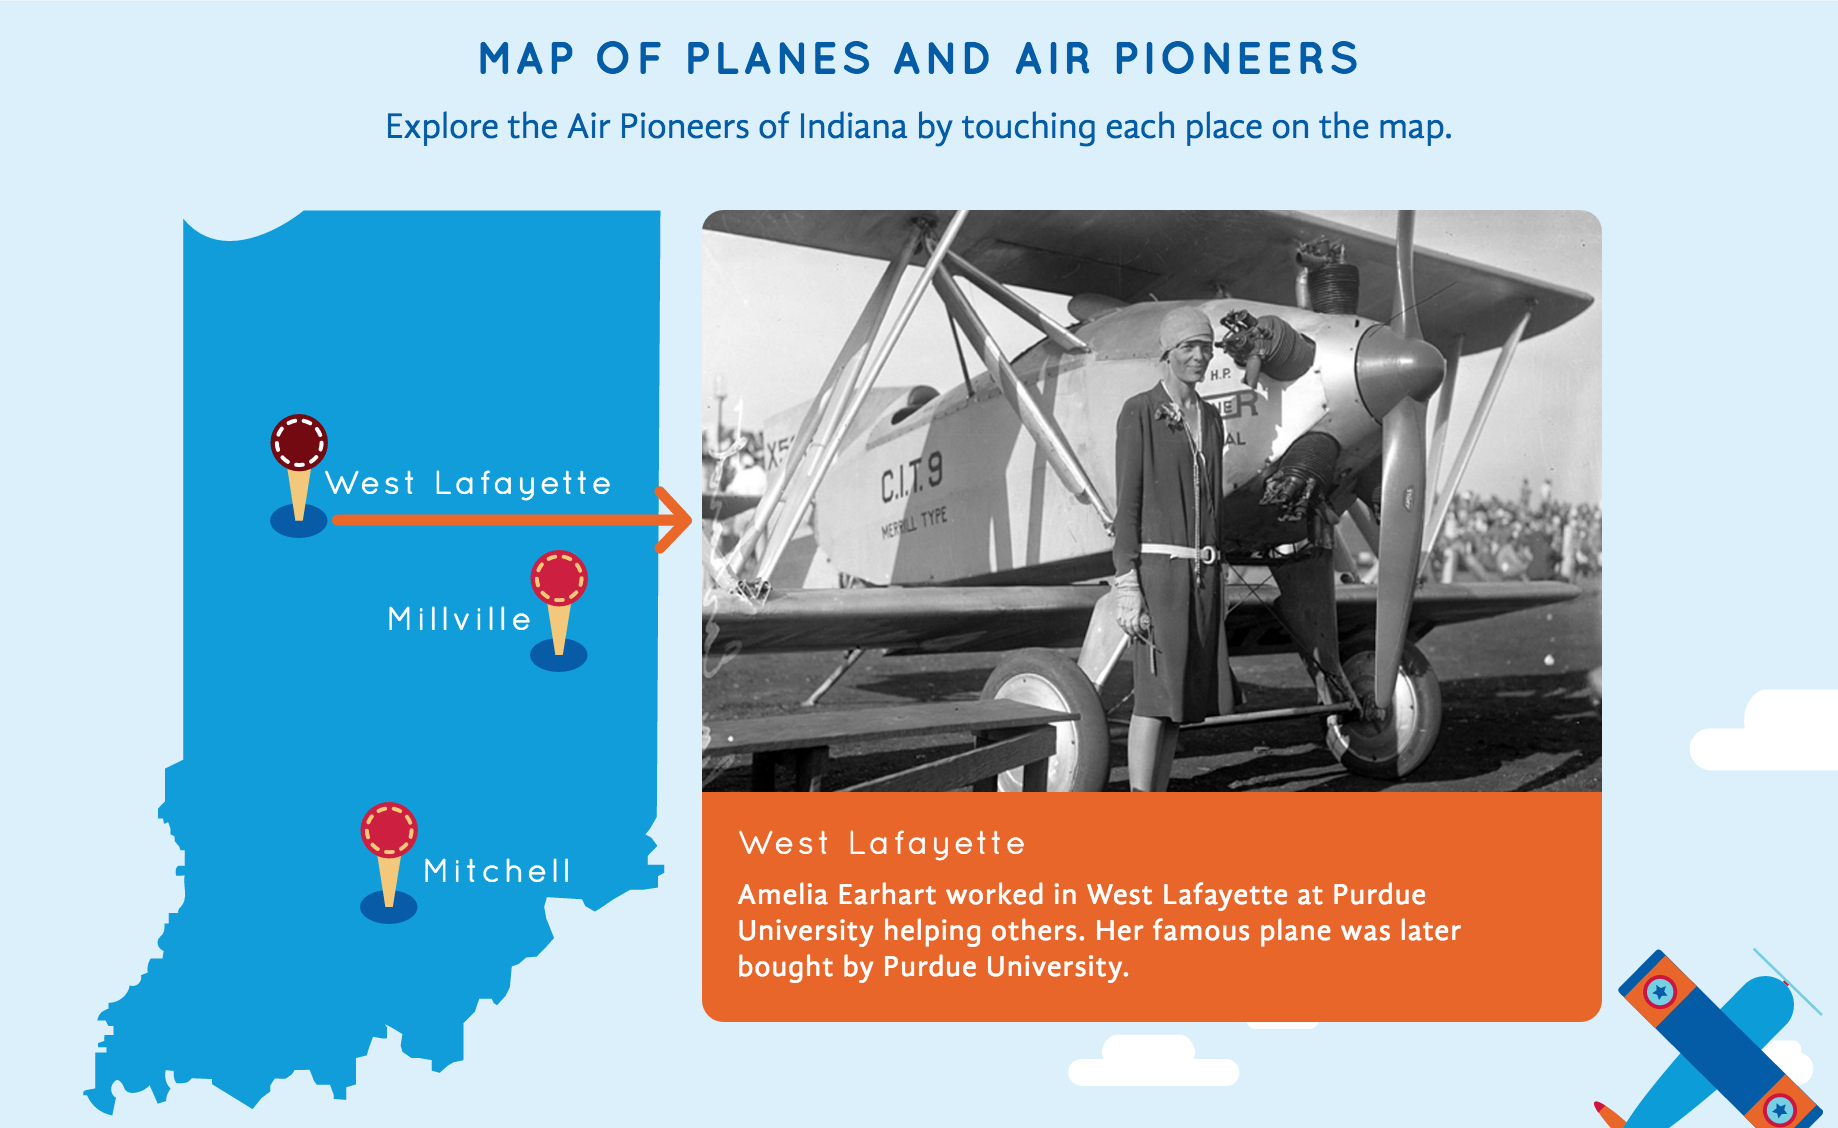 MAP OF PLANES AND AIR PIONEERS
Explore the Air Pioneers of Indiana by touching each place on the map.
West Lafayette
Millville
Mitchell
H.P.
C.I.T. 9
MERRILL TYPE
West Lafayette
Amelia Earhart worked in West Lafayette at Purdue
University helping others. Her famous plane was later
bought by Purdue University.